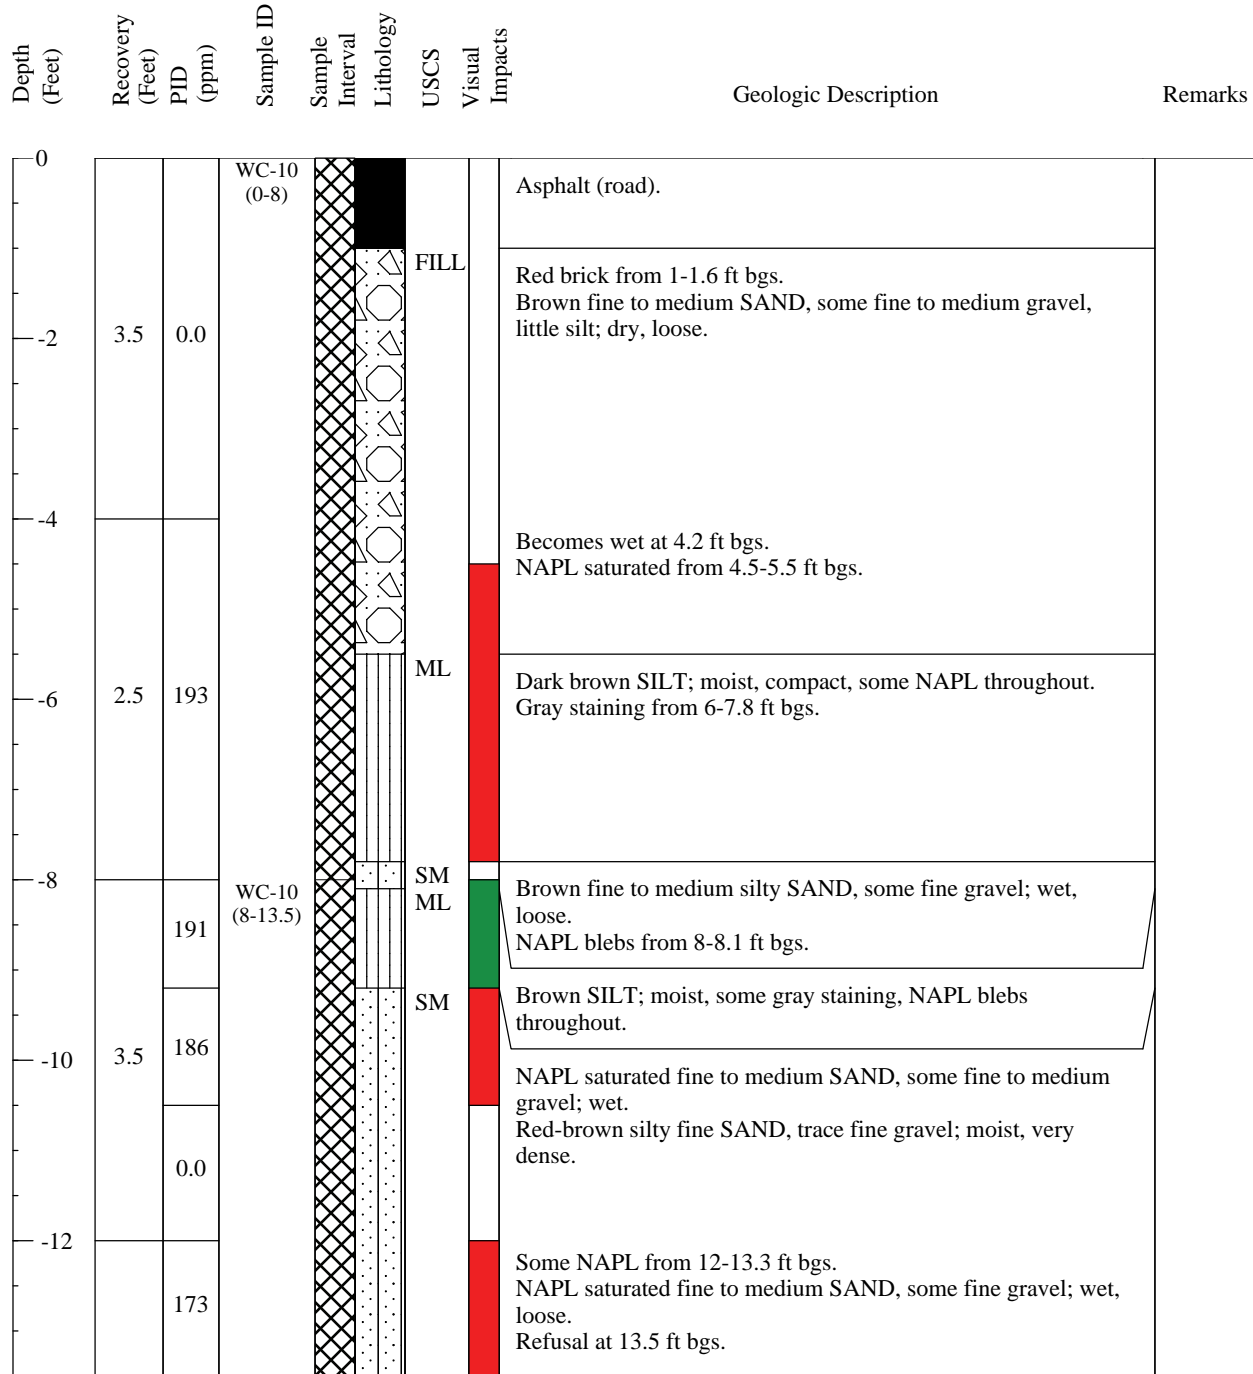 Depth
(Feet)
Recovery
(Feet)
PID
(ppm)
Sample ID
Sample
Interval
Lithology
USCS
Visual
Impacts
Geologic Description
Remarks
0
WC-10
(0-8)
Asphalt (road).
FILL
Red brick from 1-1.6 ft bgs.
Brown fine to medium SAND, some fine to medium gravel,
little silt; dry, loose.
-2
3.5
0.0
-4
Becomes wet at 4.2 ft bgs.
NAPL saturated from 4.5-5.5 ft bgs.
ML
Dark brown SILT; moist, compact, some NAPL throughout.
Gray staining from 6-7.8 ft bgs.
-6
2.5
193
SM
-8
WC-10
(8-13.5)
ML
Brown fine to medium silty SAND, some fine gravel; wet,
loose.
NAPL blebs from 8-8.1 ft bgs.
191
SM
Brown SILT; moist, some gray staining, NAPL blebs
throughout.
-10
3.5
186
NAPL saturated fine to medium SAND, some fine to medium
gravel; wet.
Red-brown silty fine SAND, trace fine gravel; moist, very
dense.
0.0
-12
Some NAPL from 12-13.3 ft bgs.
NAPL saturated fine to medium SAND, some fine gravel; wet,
loose.
Refusal at 13.5 ft bgs.
173